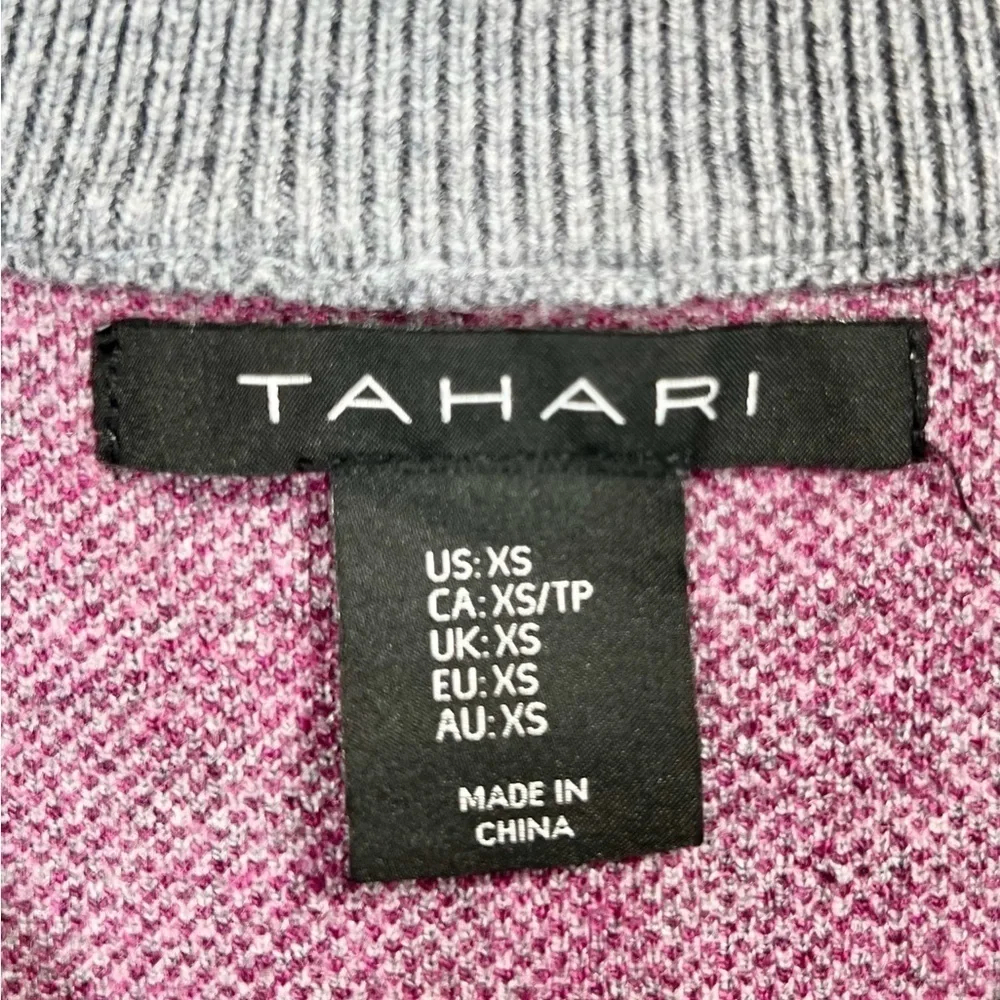 TAHARI
US: XS
CA: XS/TP
UK: XS
EU: XS
AU: XS
MADE IN
CHINA